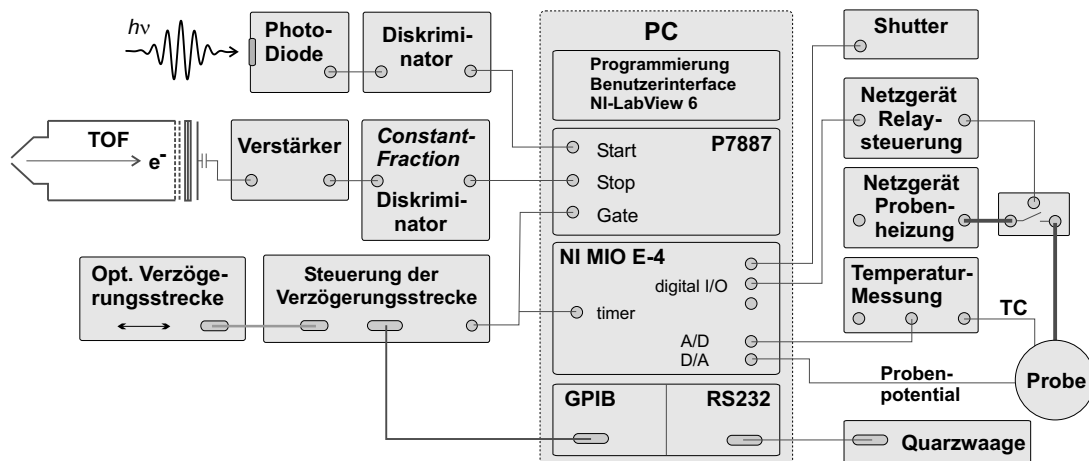 hν
Photo-
Diode
Diskrimi-
nator
TOF
e-
Verstärker
Constant-
Fraction
Diskrimi-
nator
Opt. Verzöge-
rungsstrecke
Steuerung der
Verzögerungsstrecke
PC
Programmierung
Benutzerinterface
NI-LabView 6
P7887
Start
Stop
Gate
NI MIO E-4
digital I/O
timer
A/D
D/A
GPIB
RS232
Shutter
Netzgerät
Relay-
steuerung
Netzgerät
Proben-
heizung
Temperatur-
Messung
TC
Proben-
potential
Probe
Quarzwaage